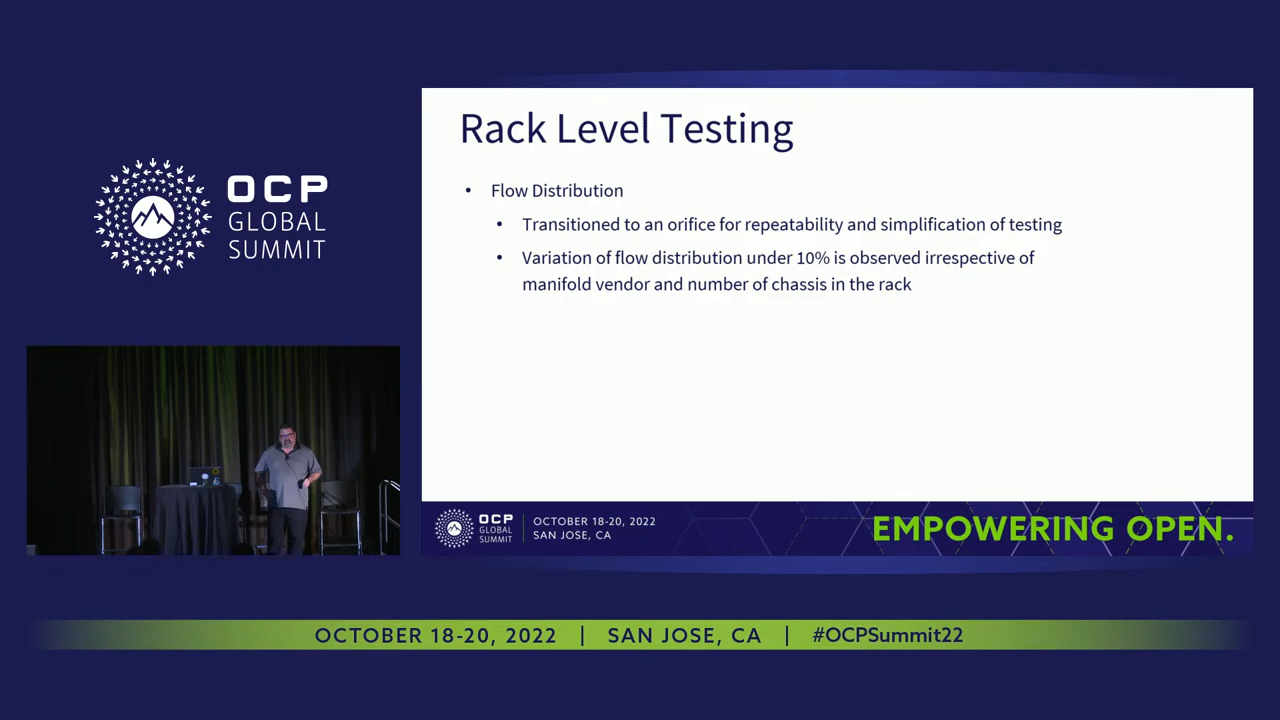 OCP
GLOBAL
SUMMIT
Rack Level Testing
• Flow Distribution
• Transitioned to an orifice for repeatability and simplification of testing
• Variation of flow distribution under 10% is observed irrespective of
manifold vendor and number of chassis in the rack
OCP
GLOBAL
SUMMIT
OCTOBER 18-20, 2022
SAN JOSE, CA
EMPOWERING OPEN.
OCTOBER 18-20, 2022 | SAN JOSE, CA | #OCPSummit22